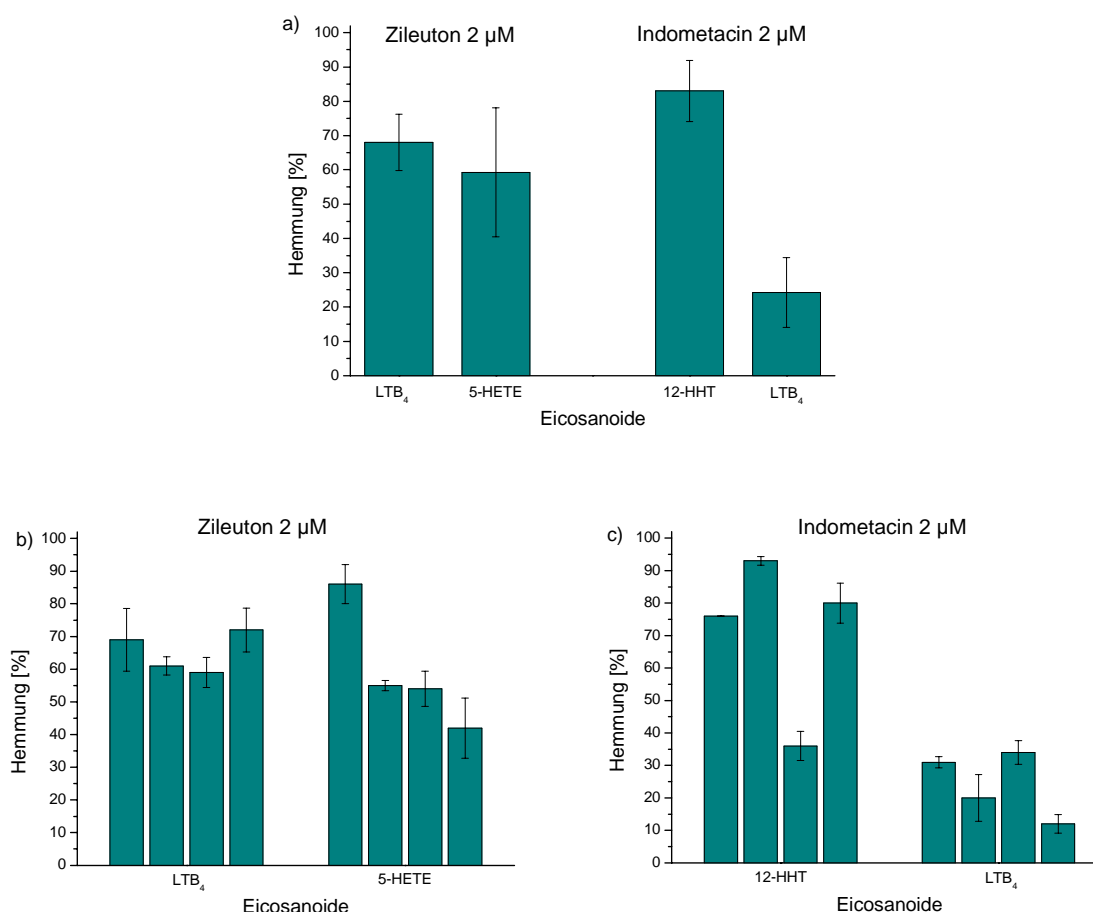 a)
Zileuton 2 µM
Indometacin 2 µM
100
90
80
70
60
50
40
30
20
10
0
Hemmung [%]
LTB₄
5-HETE
12-HHT
LTB₄
Eicosanoide
b)
Zileuton 2 µM
100
90
80
70
60
50
40
30
20
10
0
Hemmung [%]
LTB₄
5-HETE
Eicosanoide
c)
Indometacin 2 µM
100
90
80
70
60
50
40
30
20
10
0
Hemmung [%]
12-HHT
LTB₄
Eicosanoide